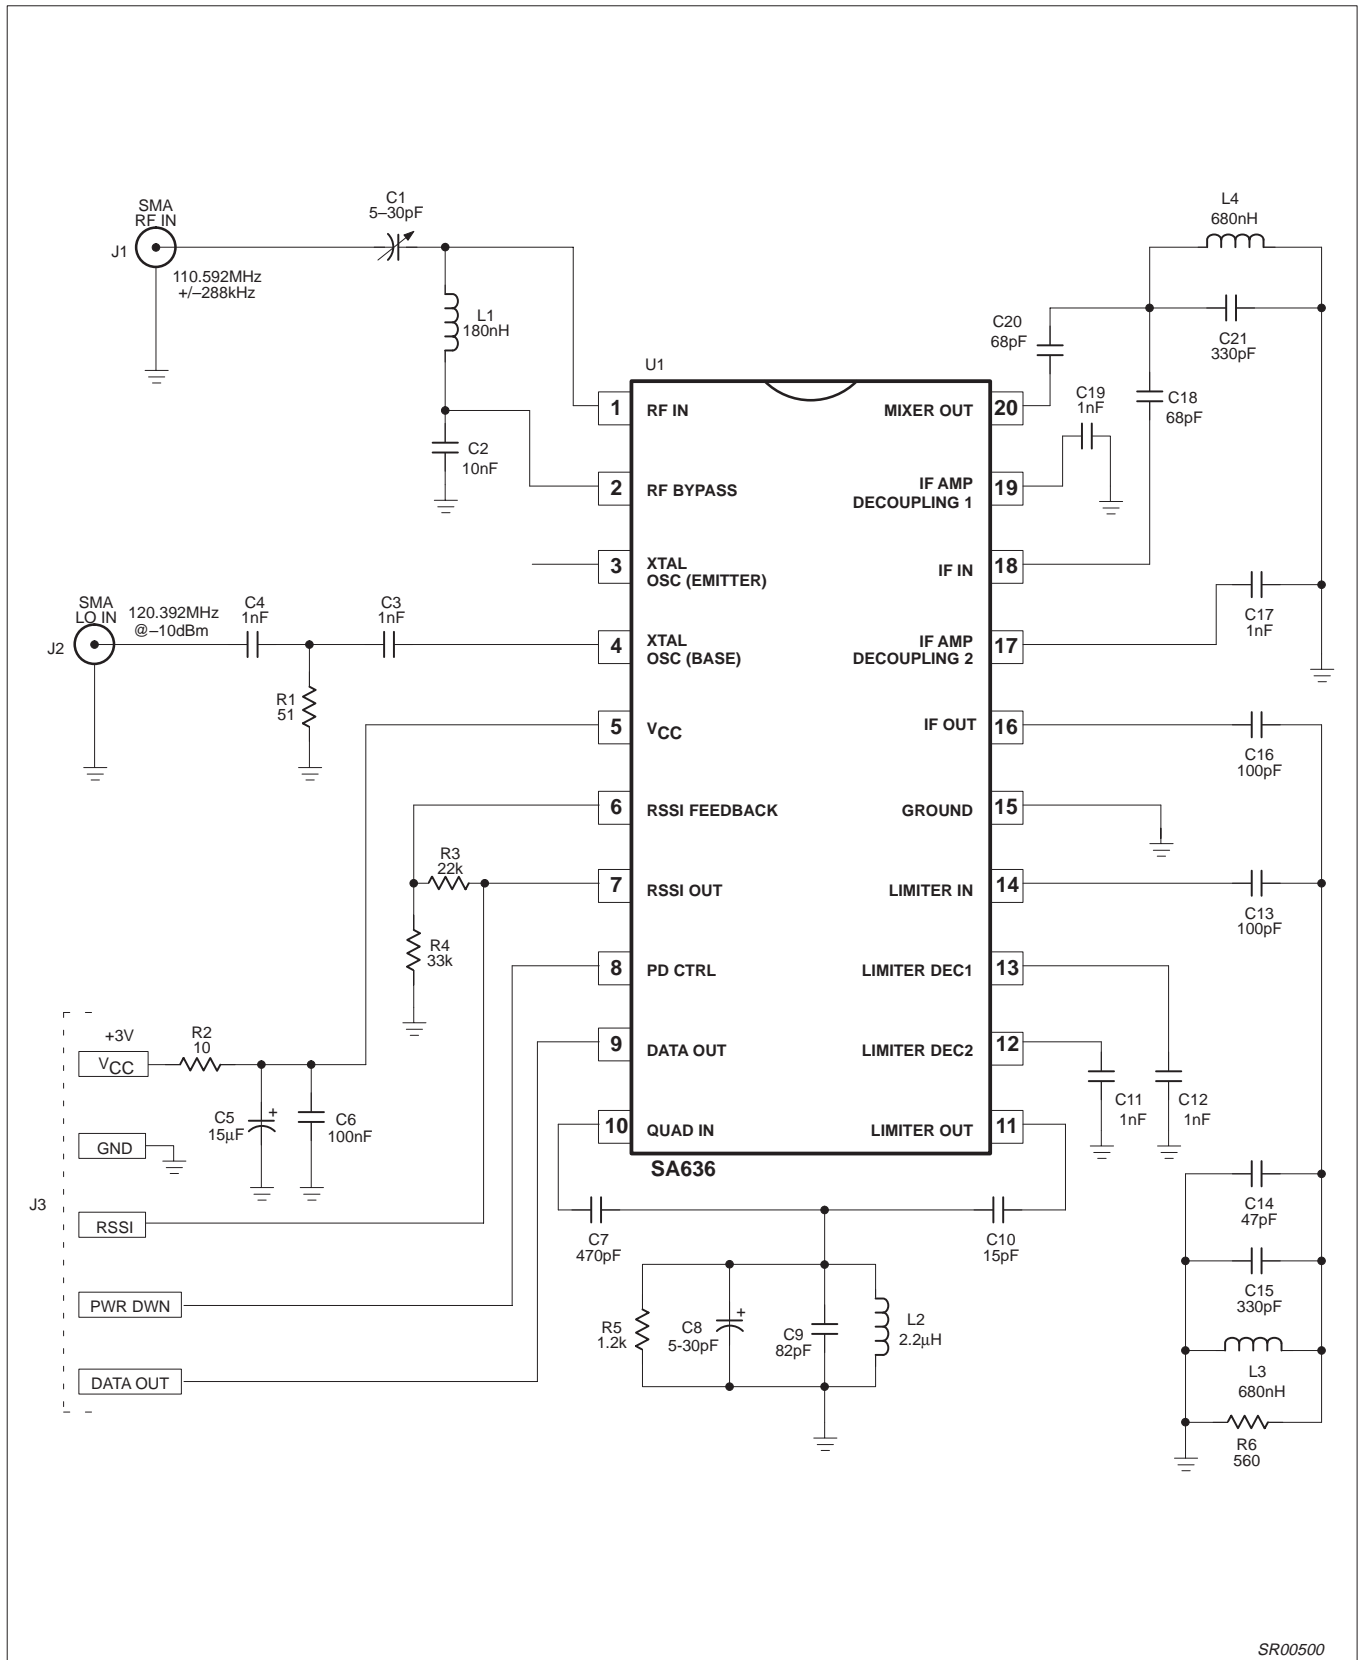 SMA
RF IN
J1
110.592MHz
+/–288kHz
C1
5–30pF
L1
180nH
C2
10nF
L4
680nH
C21
330pF
C20
68pF
C18
68pF
C19
1nF
U1
1 RF IN
MIXER OUT 20
2 RF BYPASS
IF AMP
DECOUPLING 1
19
3 XTAL
OSC (EMITTER)
IF IN 18
SMA
LO IN
J2
120.392MHz
@–10dBm
C4
1nF
C3
1nF
R1
51
4 XTAL
OSC (BASE)
IF AMP
DECOUPLING 2
17
C17
1nF
5 VCC
IF OUT 16
C16
100pF
6 RSSI FEEDBACK
GROUND 15
R3
22k
R4
33k
7 RSSI OUT
LIMITER IN 14
C13
100pF
8 PD CTRL
LIMITER DEC1 13
9 DATA OUT
LIMITER DEC2 12
C11
1nF
C12
1nF
10 QUAD IN
LIMITER OUT 11
SA636
J3
+3V
VCC
R2
10
C5
+
15µF
C6
100nF
GND
RSSI
PWR DWN
DATA OUT
C7
470pF
C10
15pF
R5
1.2k
C8
+
5-30pF
C9
82pF
L2
2.2µH
C14
47pF
C15
330pF
L3
680nH
R6
560
SR00500